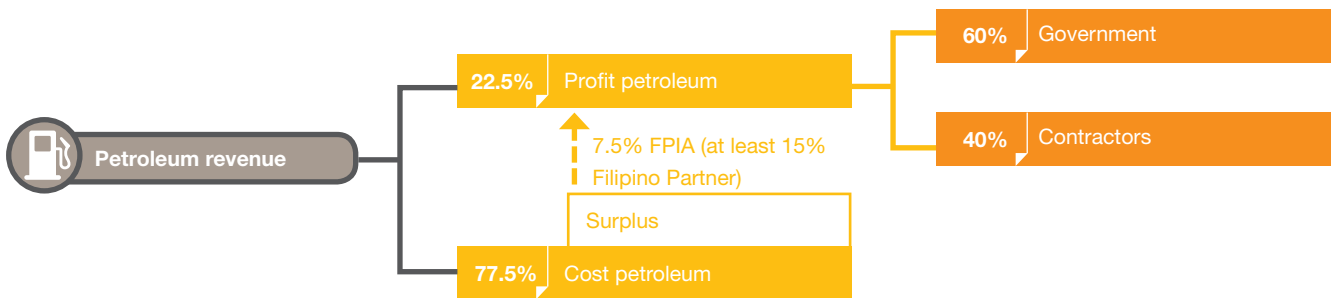 60% Government
22.5% Profit petroleum
40% Contractors
7.5% FPIA (at least 15%
Filipino Partner)
Petroleum revenue
Surplus
77.5% Cost petroleum